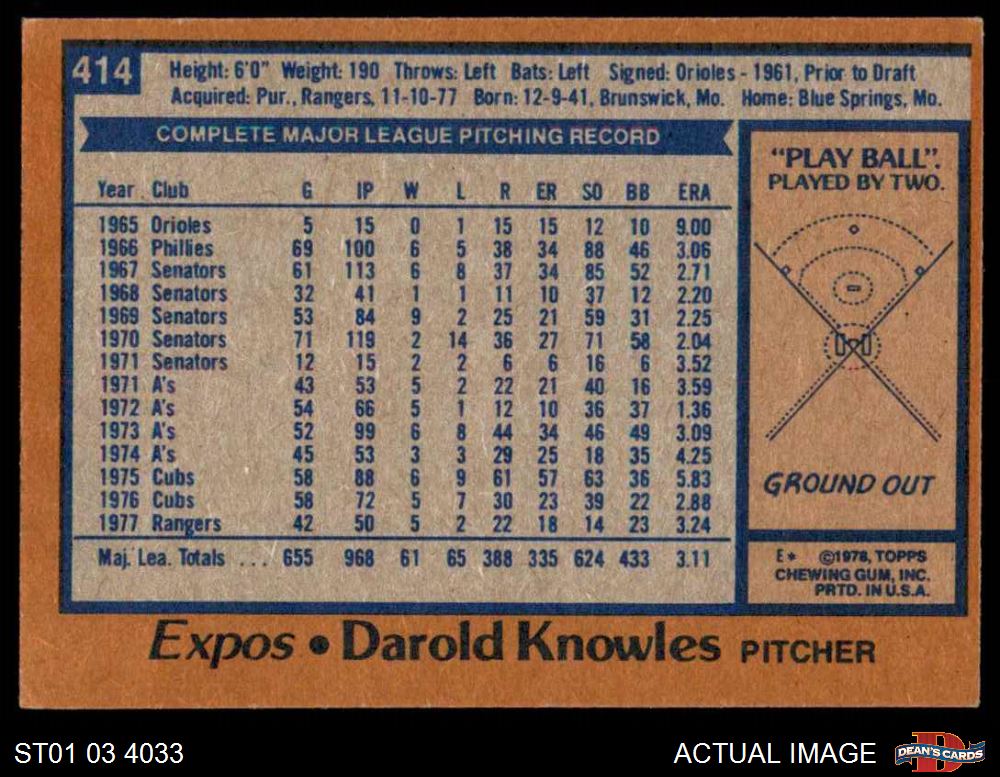 414
Height: 6'0" Weight: 190 Throws: Left Bats: Left Signed: Orioles - 1961, Prior to Draft
Acquired: Pur., Rangers, 11-10-77 Born: 12-9-41, Brunswick, Mo. Home: Blue Springs, Mo.
COMPLETE MAJOR LEAGUE PITCHING RECORD
Year Club G IP W L R ER SO BB ERA
1965 Orioles 5 15 0 1 15 15 12 10 9.00
1966 Phillies 69 100 6 5 38 34 88 46 3.06
1967 Senators 61 113 6 8 37 34 85 52 2.71
1968 Senators 32 41 1 1 11 10 37 12 2.20
1969 Senators 53 84 9 2 25 21 59 31 2.25
1970 Senators 71 119 2 14 36 27 71 58 2.04
1971 Senators 12 15 2 2 6 6 16 6 3.52
1971 A's 43 53 5 2 22 21 40 16 3.59
1972 A's 54 66 5 1 12 10 36 37 1.36
1973 A's 52 99 6 8 44 34 46 49 3.09
1974 A's 45 53 3 3 29 25 18 35 4.25
1975 Cubs 58 88 6 9 61 57 63 36 5.83
1976 Cubs 58 72 5 7 30 23 39 22 2.88
1977 Rangers 42 50 5 2 22 18 14 23 3.24
Maj. Lea. Totals ... 655 968 61 65 388 335 624 433 3.11
"PLAY BALL".
PLAYED BY TWO.
GROUND OUT
E* ©1978, TOPPS
CHEWING GUM, INC.
PRTD. IN U.S.A.
Expos • Darold Knowles PITCHER
ST01 03 4033
ACTUAL IMAGE
D
DEAN'S CARDS